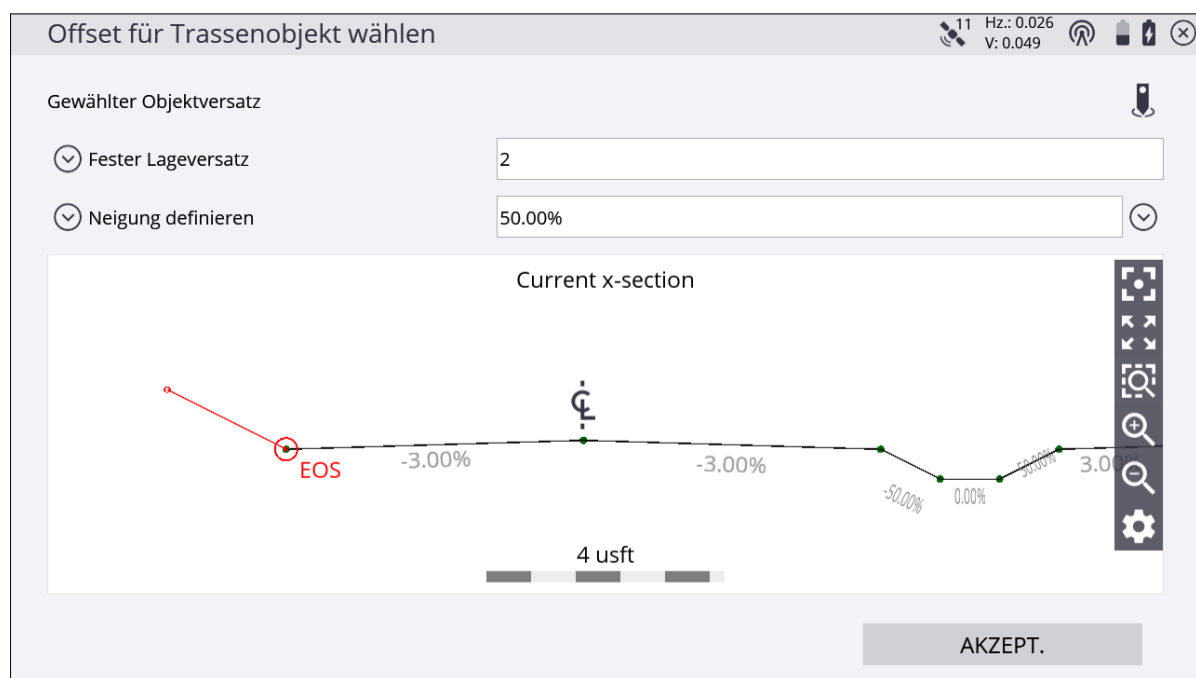 Offset für Trassenobjekt wählen
11
Hz.: 0.026
V: 0.049
Gewählter Objektversatz
Fester Lageversatz
2
Neigung definieren
50.00%
Current x-section
℄
EOS
-3.00%
-3.00%
-50.00%
0.00%
50.00%
3.00%
4 usft
AKZEPT.